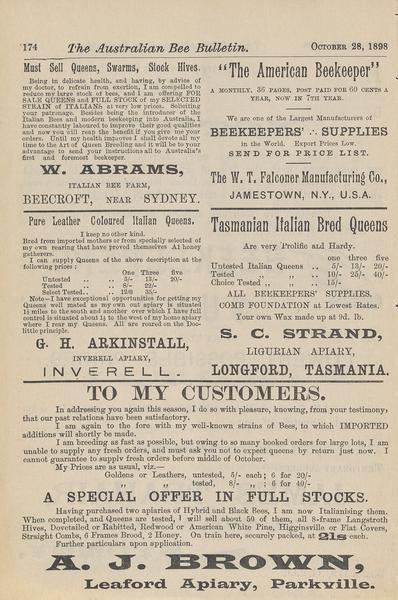 174 The Australian Bee Bulletin. OCTOBER 28, 1898
Must Sell Queens, Swarms, Stock Hives.
Being in delicate health, and having, by advice of
my doctor, to refrain from exertion, I am compelled to
reduce my large stock of bees, and I am offering FOR
SALE QUEENS and FULL STOCK of my SELECTED
STRAIN of ITALIANS at very low prices. Soliciting
your patronage. Besides being the introducer of the
Italian Bees and modern beekeeping into Australia, I
have constantly laboured to improve their good qualities
and now you will reap the benefit if you give me your
orders. Until my health improves I shall devote all my
time to the Art of Queen Breeding and it will be to your
advantage to send your instructions all to Australia's
first and foremost beekeeper.
W. ABRAMS,
ITALIAN BEE FARM,
BEECROFT, NEAR SYDNEY.
Pure Leather Coloured Italian Queens.
I keep no other kind.
Bred from imported mothers or from specially selected of
my own rearing that have proved themselves A1 honey
gatherers.
I can supply Queens of the above description at the
following prices :
One Three five
Untested .. .. 5/- 13/- 20/-
Tested .. .. 8/- 22/-
Select Tested.. .. 12/6 35/-
Note—I have exceptional opportunities for getting my
Queens well mated as my own out apiary is situated
1½ miles to the south and another over which I have full
control is situated about 1½ to the west of my home apiary
where I rear my Queens. All are roared on the Doo-
little principle.
G. H. ARKINSTALL,
INVERELL APIARY,
INVERELL.
"The American Beekeeper"
A MONTHLY, 36 PAGES, POST PAID FOR 60 CENTS A
YEAR, NOW IN 7TH YEAR.
We are one of the Largest Manufacturers of
BEEKEEPERS' ∴ SUPPLIES
in the World. Export Prices Low.
SEND FOR PRICE LIST.
The W. T. Falconer Manufacturing Co.,
JAMESTOWN, N.Y., U.S.A.
Tasmanian Italian Bred Queens
Are very Prolific and Hardy.
one three five
Untested Italian Queens .. 5/- 13/- 20/-
Tested ,, ,, .. 10/- 25/- 40/-
Choice Tested ,, ,, .. 15/-
ALL BEEKEEPERS' SUPPLIES.
COMB FOUNDATION at Lowest Rates.
Your own Wax made up at 9d. lb.
S. C. STRAND,
LIGURIAN APIARY,
LONGFORD, TASMANIA.
TO MY CUSTOMERS.
In addressing you again this season, I do so with pleasure, knowing, from your testimony,
that our past relations have been satisfactory.
I am again to the fore with my well-known strains of Bees, to which IMPORTED
additions will shortly be made.
I am breeding as fast as possible, but owing to so many booked orders for large lots, I am
unable to supply any fresh orders, and must ask you not to expect queens by return just now. I
cannot guarantee to supply fresh orders before middle of October.
My Prices are as usual, viz.—
Goldens or Leathers, untested, 5/- each; 6 for 20/-
,, ,, tested, 8/- ,, ; 6 for 40/-
A SPECIAL OFFER IN FULL STOCKS.
Having purchased two apiaries of Hybrid and Black Bees, I am now Italianising them.
When completed, and Queens are tested, I will sell about 50 of them, all 8-frame Langstroth
Hives, Dovetailed or Rabbitted, Redwood or American White Pine, Higginsville or Flat Covers,
Straight Combs, 6 Frames Brood, 2 Honey. On train here, securely packed, at 21s each.
Further particulars upon application.
A. J. BROWN,
Leaford Apiary, Parkville.